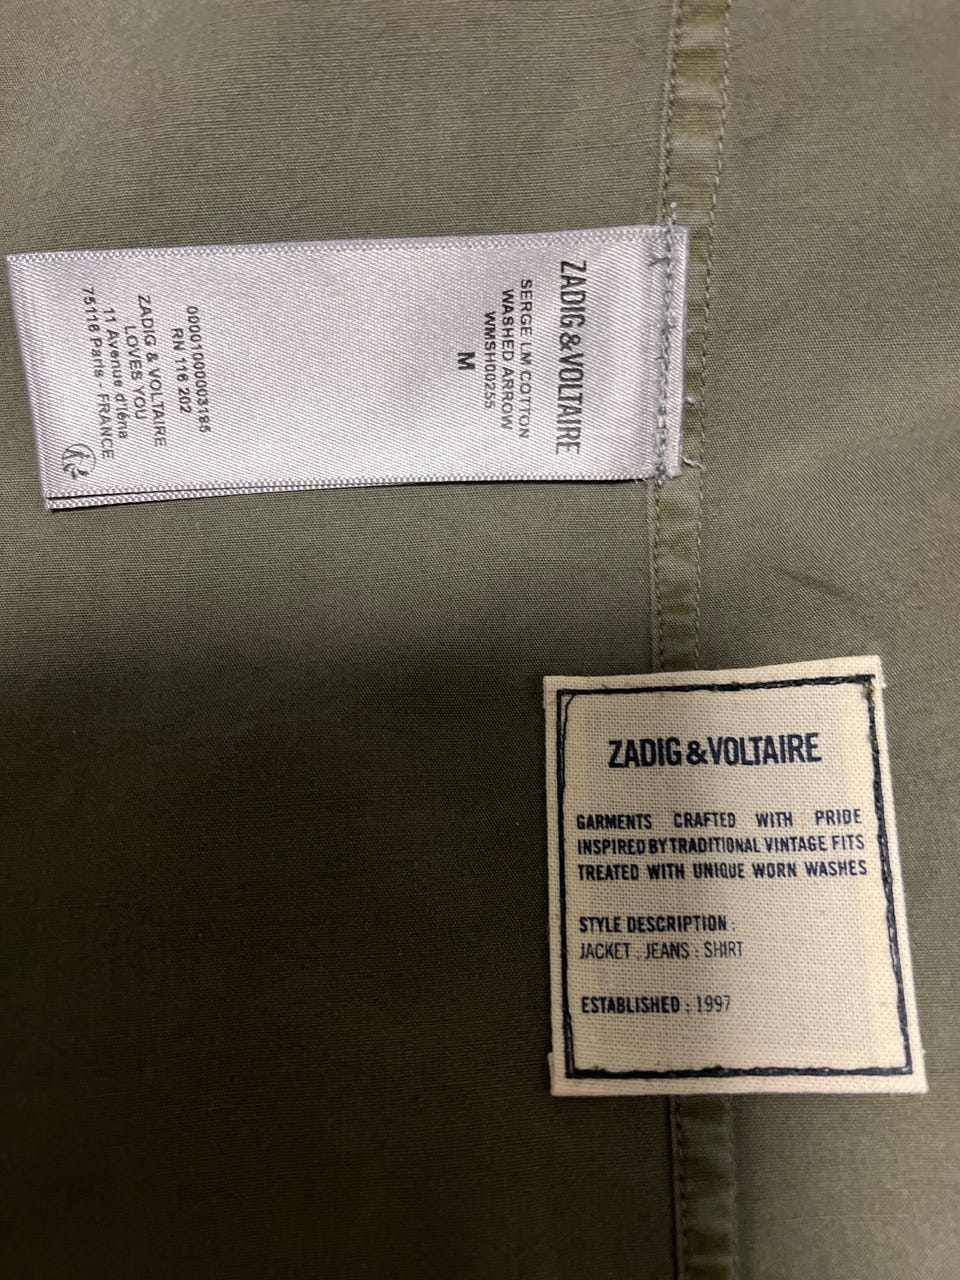 ZADIG & VOLTAIRE
SERGE LM COTTON
WASHED ARROW
WMSH00255
M
00001000003185
RN 116 202
ZADIG & VOLTAIRE
LOVES YOU
11 Avenue d'Iéna
75116 Paris - FRANCE
ZADIG & VOLTAIRE
GARMENTS CRAFTED WITH PRIDE
INSPIRED BY TRADITIONAL VINTAGE FITS
TREATED WITH UNIQUE WORN WASHES
STYLE DESCRIPTION :
JACKET : JEANS : SHIRT
ESTABLISHED : 1997